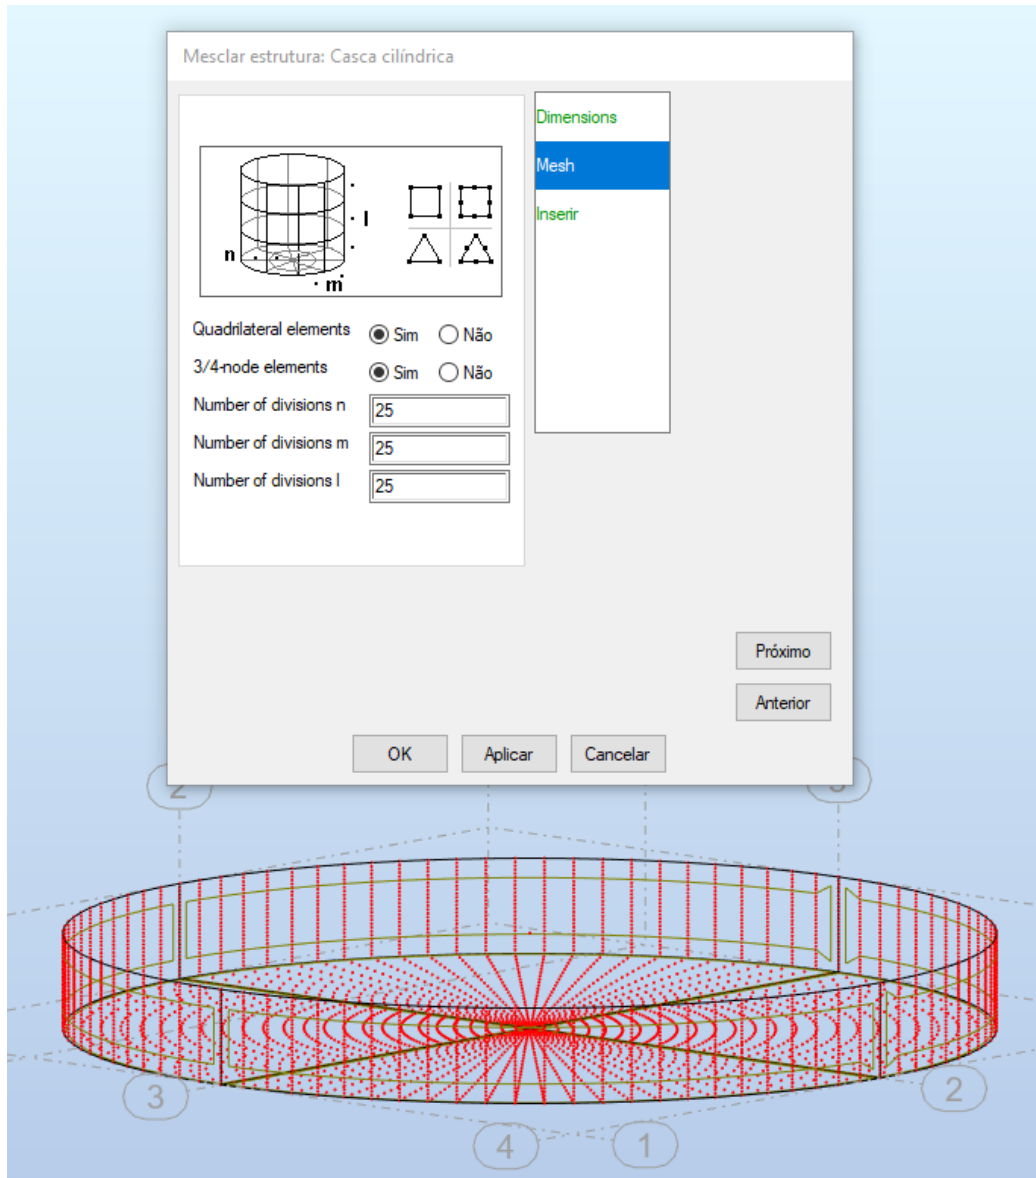 Mesclar estrutura: Casca cilíndrica
Dimensions
Mesh
Inserir
n
l
m
Quadrilateral elements Sim Não
3/4-node elements Sim Não
Number of divisions n 25
Number of divisions m 25
Number of divisions l 25
Próximo
Anterior
OK Aplicar Cancelar
2
3
2
4
1